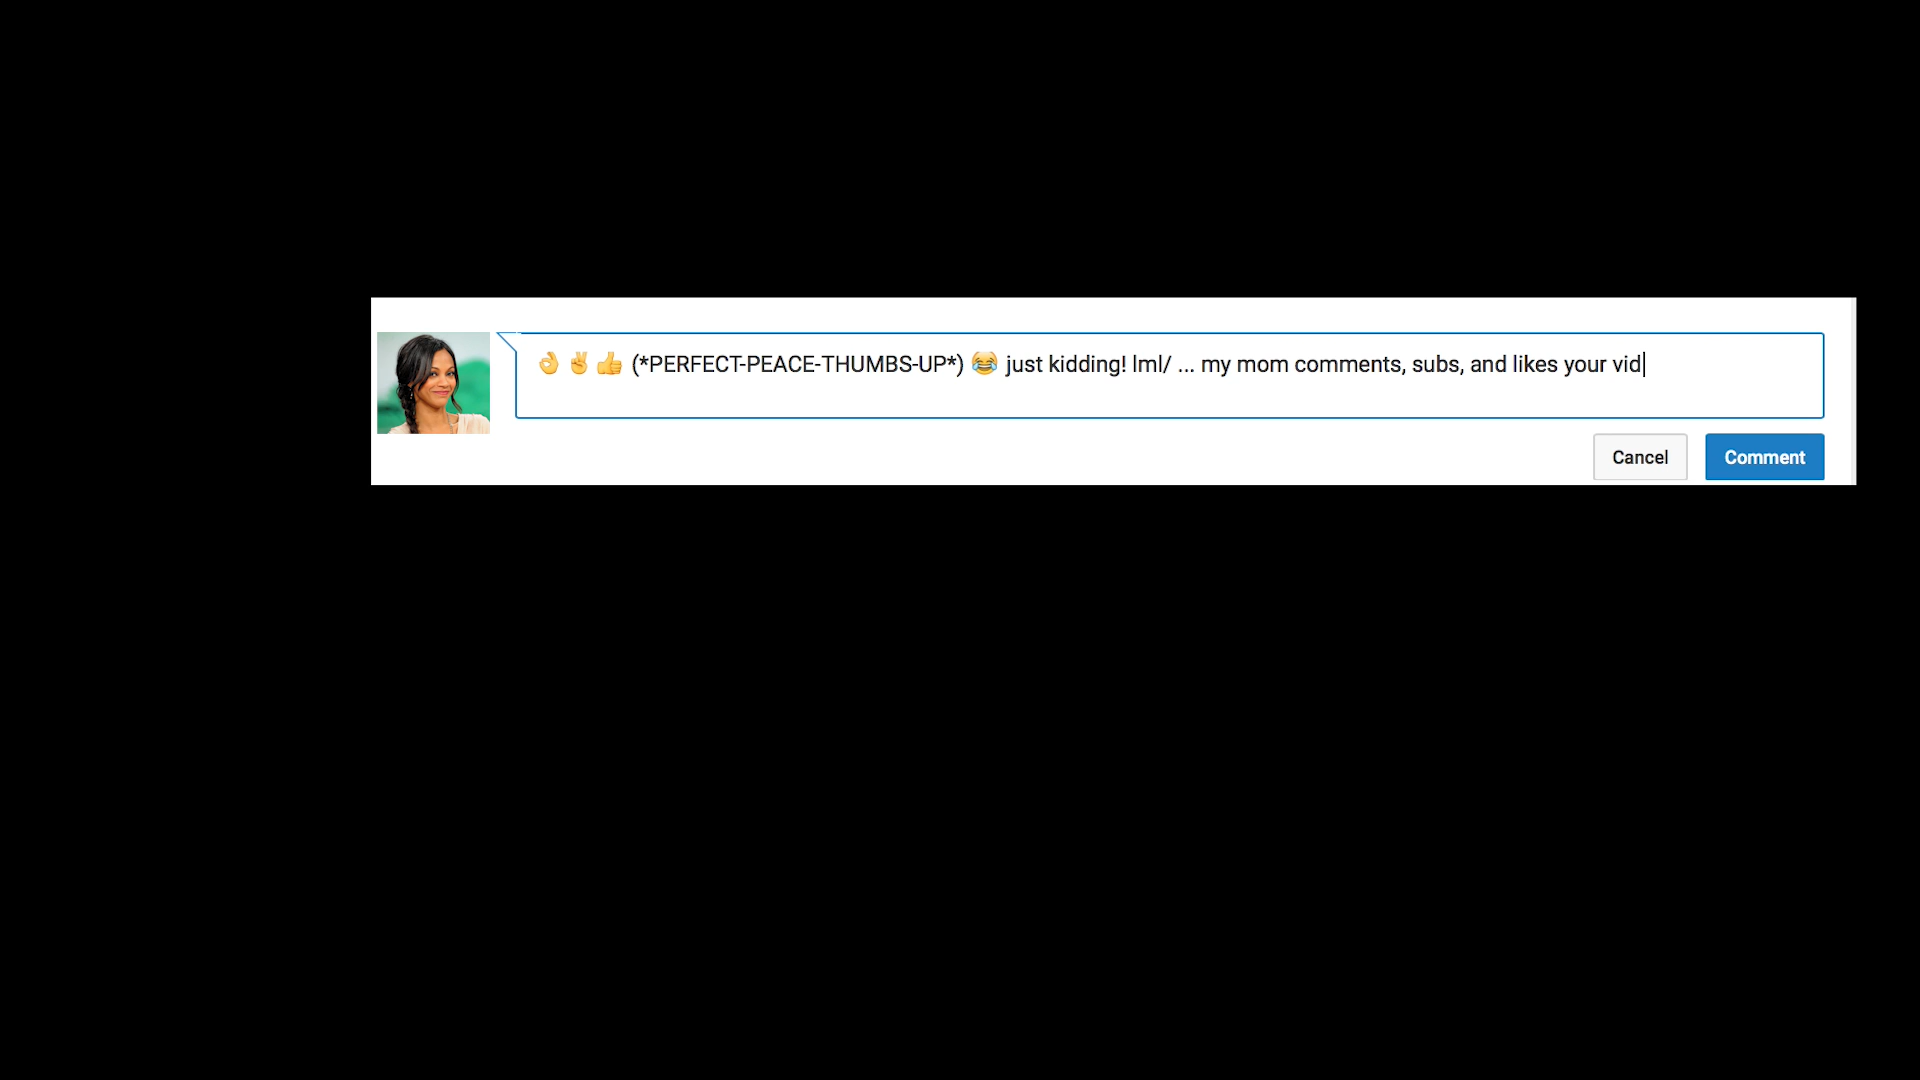 👌 ✌ 👍 (*PERFECT-PEACE-THUMBS-UP*) 😂 just kidding! lml/ ... my mom comments, subs, and likes your vid
Cancel Comment